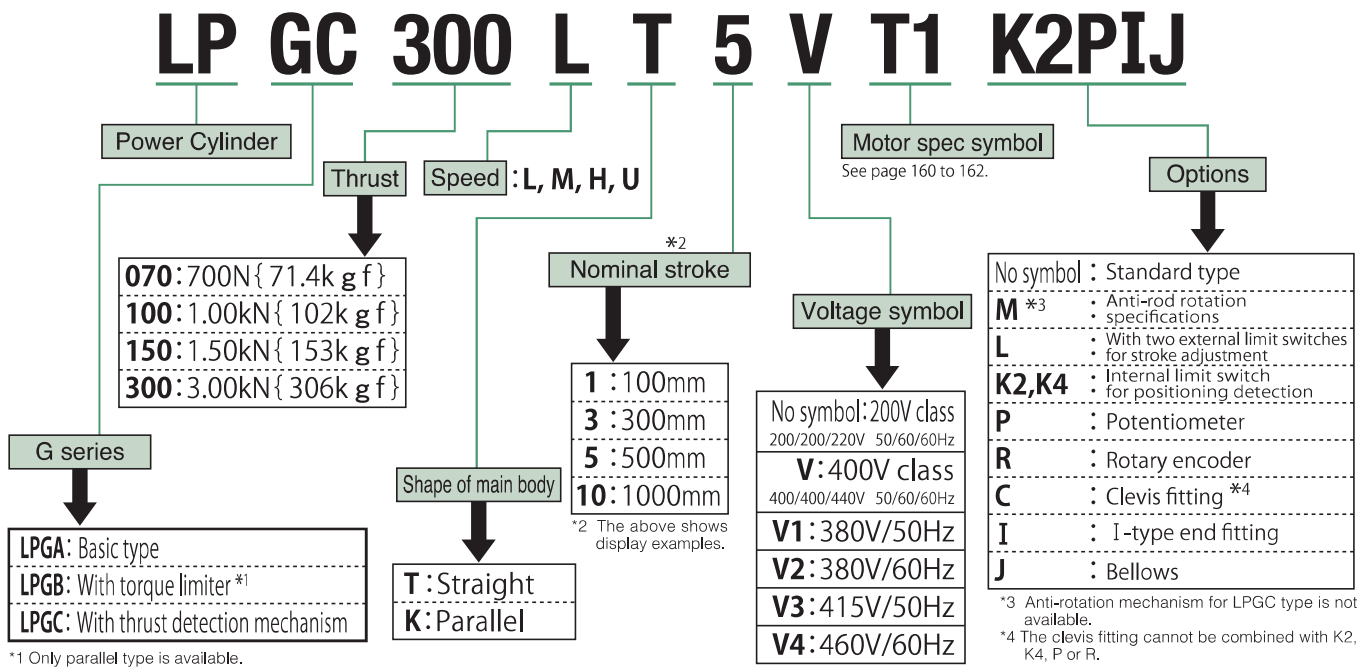 LP GC 300 L T 5 V T1 K2PIJ
Power Cylinder
Thrust
Speed :L, M, H, U
Motor spec symbol
See page 160 to 162.
Options
070:700N{ 71.4k g f }
100:1.00kN{ 102k g f }
150:1.50kN{ 153k g f }
300:3.00kN{ 306k g f }
*2
Nominal stroke
1 :100mm
3 :300mm
5 :500mm
10:1000mm
*2 The above shows
display examples.
Voltage symbol
No symbol:200V class
200/200/220V 50/60/60Hz
V:400V class
400/400/440V 50/60/60Hz
V1:380V/50Hz
V2:380V/60Hz
V3:415V/50Hz
V4:460V/60Hz
No symbol : Standard type
M *3 : Anti-rod rotation
: specifications
L : With two external limit switches
: for stroke adjustment
K2,K4 : Internal limit switch
: for positioning detection
P : Potentiometer
R : Rotary encoder
C : Clevis fitting *4
I : I-type end fitting
J : Bellows
*3 Anti-rotation mechanism for LPGC type is not
available.
*4 The clevis fitting cannot be combined with K2,
K4, P or R.
G series
LPGA: Basic type
LPGB: With torque limiter *1
LPGC: With thrust detection mechanism
*1 Only parallel type is available.
Shape of main body
T:Straight
K:Parallel